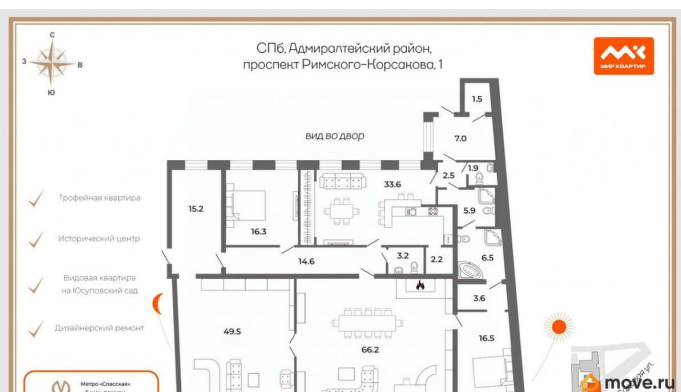 С
З В
Ю
СПб, Адмиралтейский район,
проспект Римского-Корсакова, 1
МИР КВАРТИР
вид во двор
1.5
7.0
1.9
2.5
33.6
15.2
16.3
5.9
3.2
2.2
6.5
14.6
3.6
49.5
66.2
16.5
Трофейная квартира
Исторический центр
Видовая квартира
на Юсуповский сад
Дизайнерский ремонт
Метро «Спасская»
move.ru